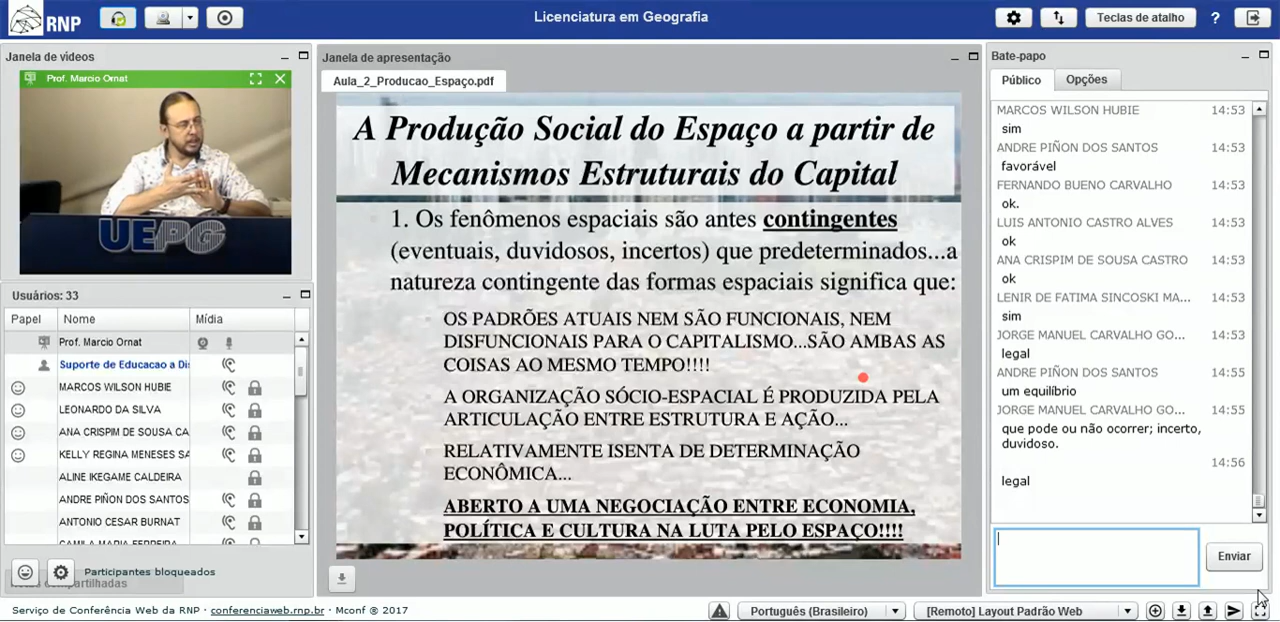 RNP
Licenciatura em Geografia
Teclas de atalho
?
Janela de vídeos
Prof. Marcio Ornat
UEPG
Usuários: 33
Papel Nome Mídia
Prof. Marcio Ornat
Suporte de Educacao a Dis
MARCOS WILSON HUBIE
LEONARDO DA SILVA
ANA CRISPIM DE SOUSA CA
KELLY REGINA MENESES SA
ALINE IKEGAME CALDEIRA
ANDRE PIÑON DOS SANTOS
ANTONIO CESAR BURNAT
Participantes bloqueados
compartilhadas
Janela de apresentação
Aula_2_Producao_Espaço.pdf
A Produção Social do Espaço a partir de
Mecanismos Estruturais do Capital
1. Os fenômenos espaciais são antes contingentes
(eventuais, duvidosos, incertos) que predeterminados...a
natureza contingente das formas espaciais significa que:
OS PADRÕES ATUAIS NEM SÃO FUNCIONAIS, NEM
DISFUNCIONAIS PARA O CAPITALISMO...SÃO AMBAS AS
COISAS AO MESMO TEMPO!!!!
A ORGANIZAÇÃO SÓCIO-ESPACIAL É PRODUZIDA PELA
ARTICULAÇÃO ENTRE ESTRUTURA E AÇÃO...
RELATIVAMENTE ISENTA DE DETERMINAÇÃO
ECONÔMICA...
ABERTO A UMA NEGOCIAÇÃO ENTRE ECONOMIA,
POLÍTICA E CULTURA NA LUTA PELO ESPAÇO!!!!
Bate-papo
Público Opções
MARCOS WILSON HUBIE 14:53
sim
ANDRE PIÑON DOS SANTOS 14:53
favorável
FERNANDO BUENO CARVALHO 14:53
ok.
LUIS ANTONIO CASTRO ALVES 14:53
ok
ANA CRISPIM DE SOUSA CASTRO 14:53
ok
LENIR DE FATIMA SINCOSKI MA... 14:53
sim
JORGE MANUEL CARVALHO GO... 14:53
legal
ANDRE PIÑON DOS SANTOS 14:55
um equilíbrio
JORGE MANUEL CARVALHO GO... 14:55
que pode ou não ocorrer; incerto,
duvidoso.
14:56
legal
Enviar
Serviço de Conferência Web da RNP · conferenciaweb.rnp.br · Mconf ® 2017
Português (Brasileiro)
[Remoto] Layout Padrão Web